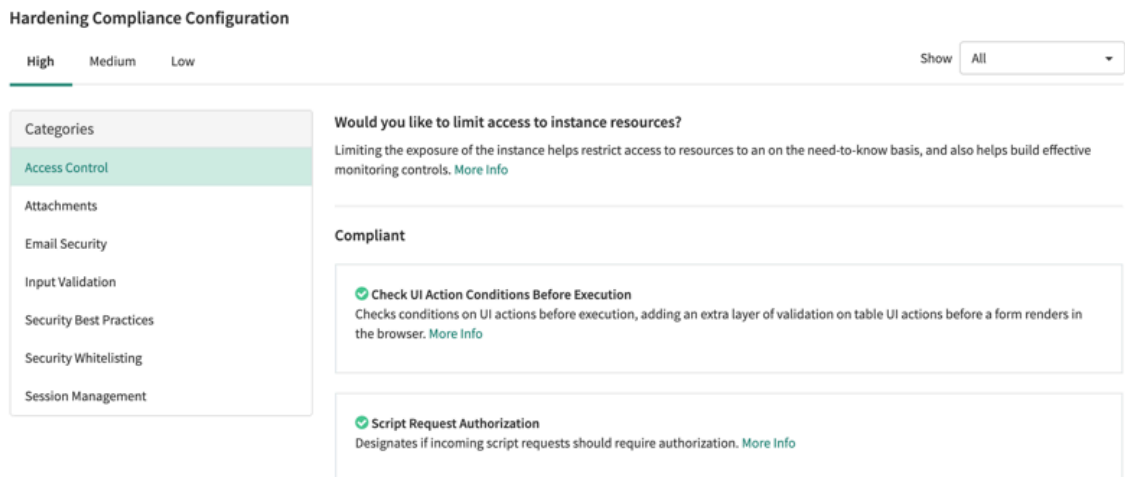 Hardening Compliance Configuration
High Medium Low Show All
Categories
Access Control
Attachments
Email Security
Input Validation
Security Best Practices
Security Whitelisting
Session Management
Would you like to limit access to instance resources?
Limiting the exposure of the instance helps restrict access to resources to an on the need-to-know basis, and also helps build effective
monitoring controls. More Info
Compliant
Check UI Action Conditions Before Execution
Checks conditions on UI actions before execution, adding an extra layer of validation on table UI actions before a form renders in
the browser. More Info
Script Request Authorization
Designates if incoming script requests should require authorization. More Info